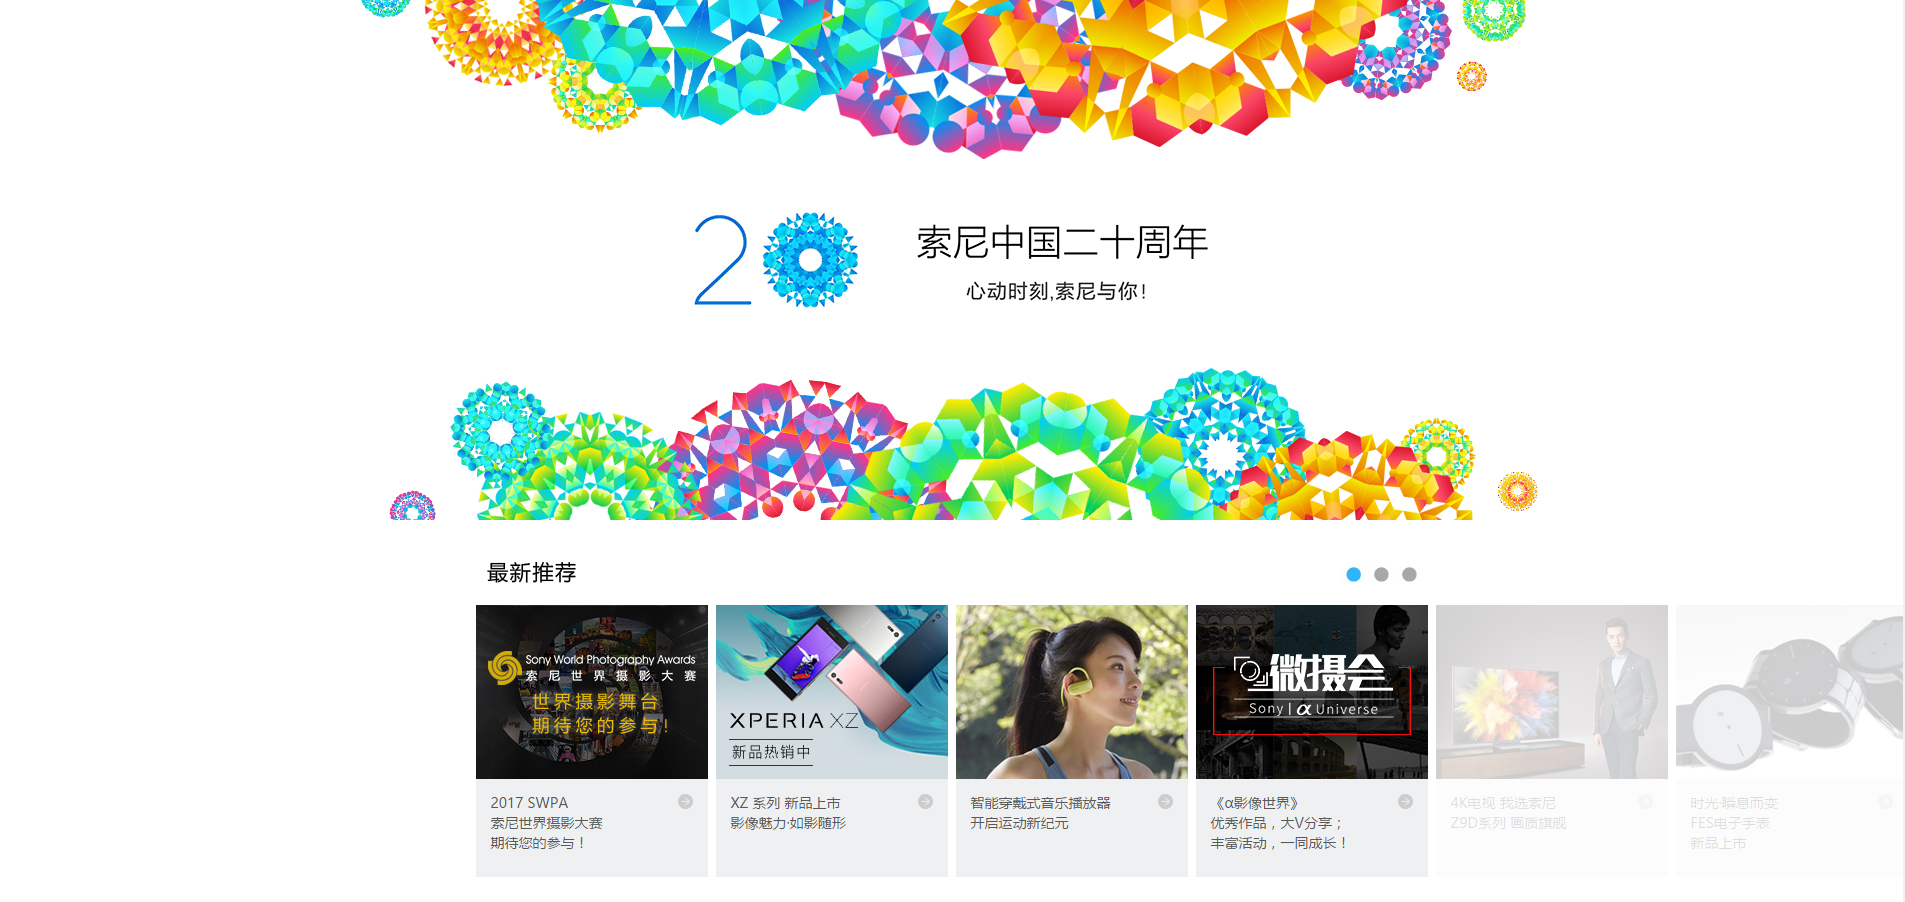 20
索尼中国二十周年
心动时刻,索尼与你!
最新推荐
Sony World Photography Awards
索尼世界摄影大赛
世界摄影舞台
期待您的参与!
XPERIA XZ
新品热销中
微摄会
Sony | α Universe
2017 SWPA
索尼世界摄影大赛
期待您的参与！
XZ 系列 新品上市
影像魅力·如影随形
智能穿戴式音乐播放器
开启运动新纪元
《α影像世界》
优秀作品，大V分享；
丰富活动，一同成长！
4K电视 我选索尼
Z9D系列 画质旗舰
时光·瞬息而变
FES电子手表
新品上市